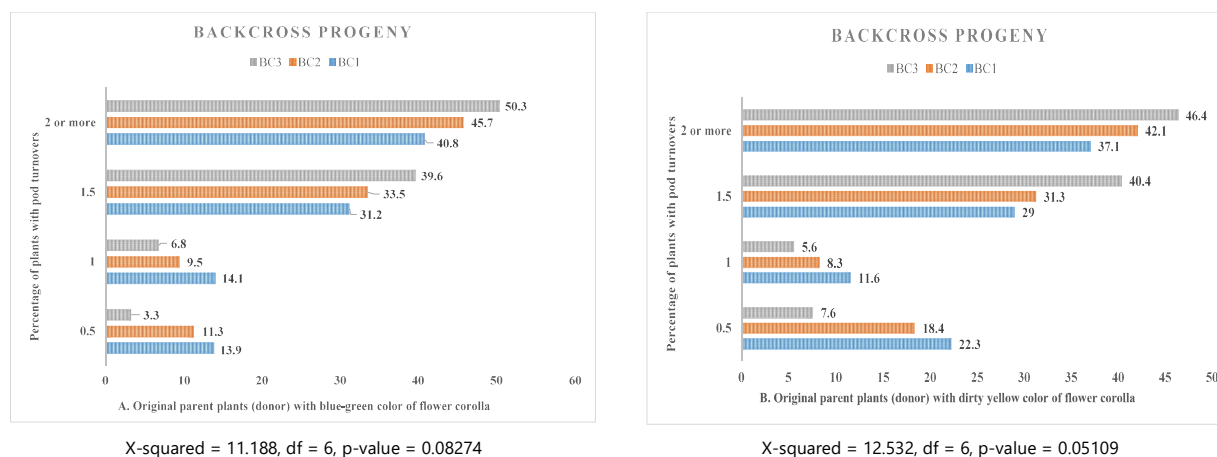 BACKCROSS PROGENY
BC3 BC2 BC1
Percentage of plants with pod turnovers
2 or more
50.3
45.7
40.8
1.5
39.6
33.5
31.2
1
6.8
9.5
14.1
0.5
3.3
11.3
13.9
0 10 20 30 40 50 60
A. Original parent plants (donor) with blue-green color of flower corolla
X-squared = 11.188, df = 6, p-value = 0.08274
BACKCROSS PROGENY
BC3 BC2 BC1
Percentage of plants with pod turnovers
2 or more
46.4
42.1
37.1
1.5
40.4
31.3
29
1
5.6
8.3
11.6
0.5
7.6
18.4
22.3
0 5 10 15 20 25 30 35 40 45 50
B. Original parent plants (donor) with dirty yellow color of flower corolla
X-squared = 12.532, df = 6, p-value = 0.05109